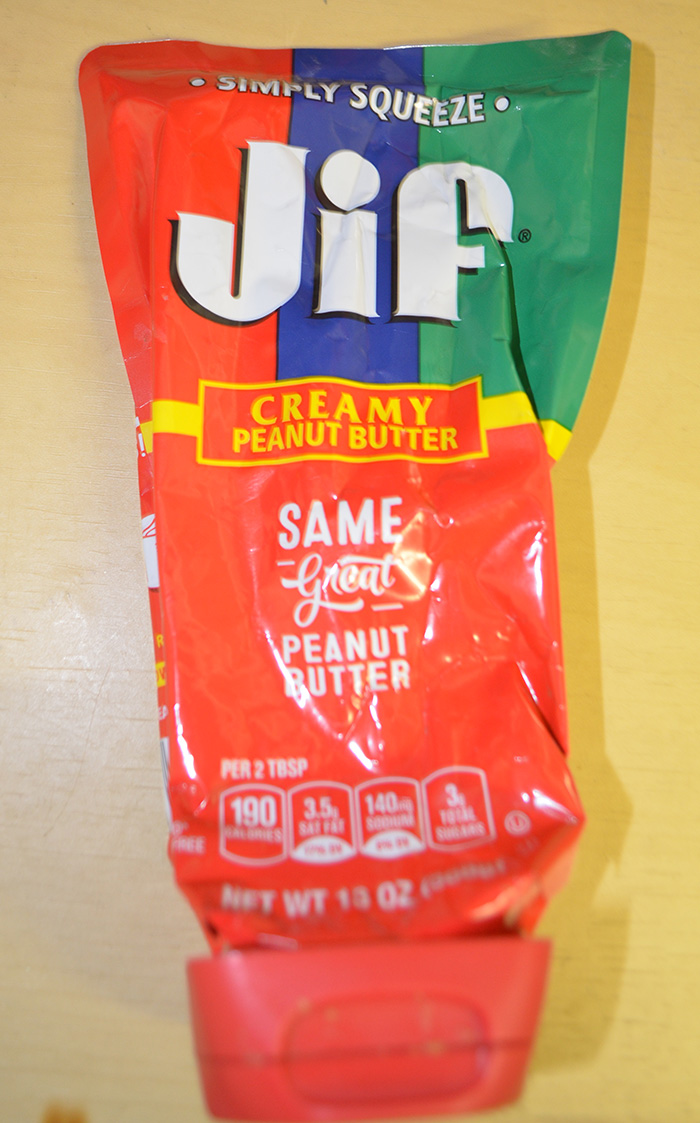 • SIMPLY SQUEEZE •
Jif®
CREAMY
PEANUT BUTTER
SAME
Great
PEANUT
BUTTER
PER 2 TBSP
190 CALORIES
3.5g SAT FAT
140mg SODIUM
3g TOTAL SUGARS
NET WT 13 OZ
FREE